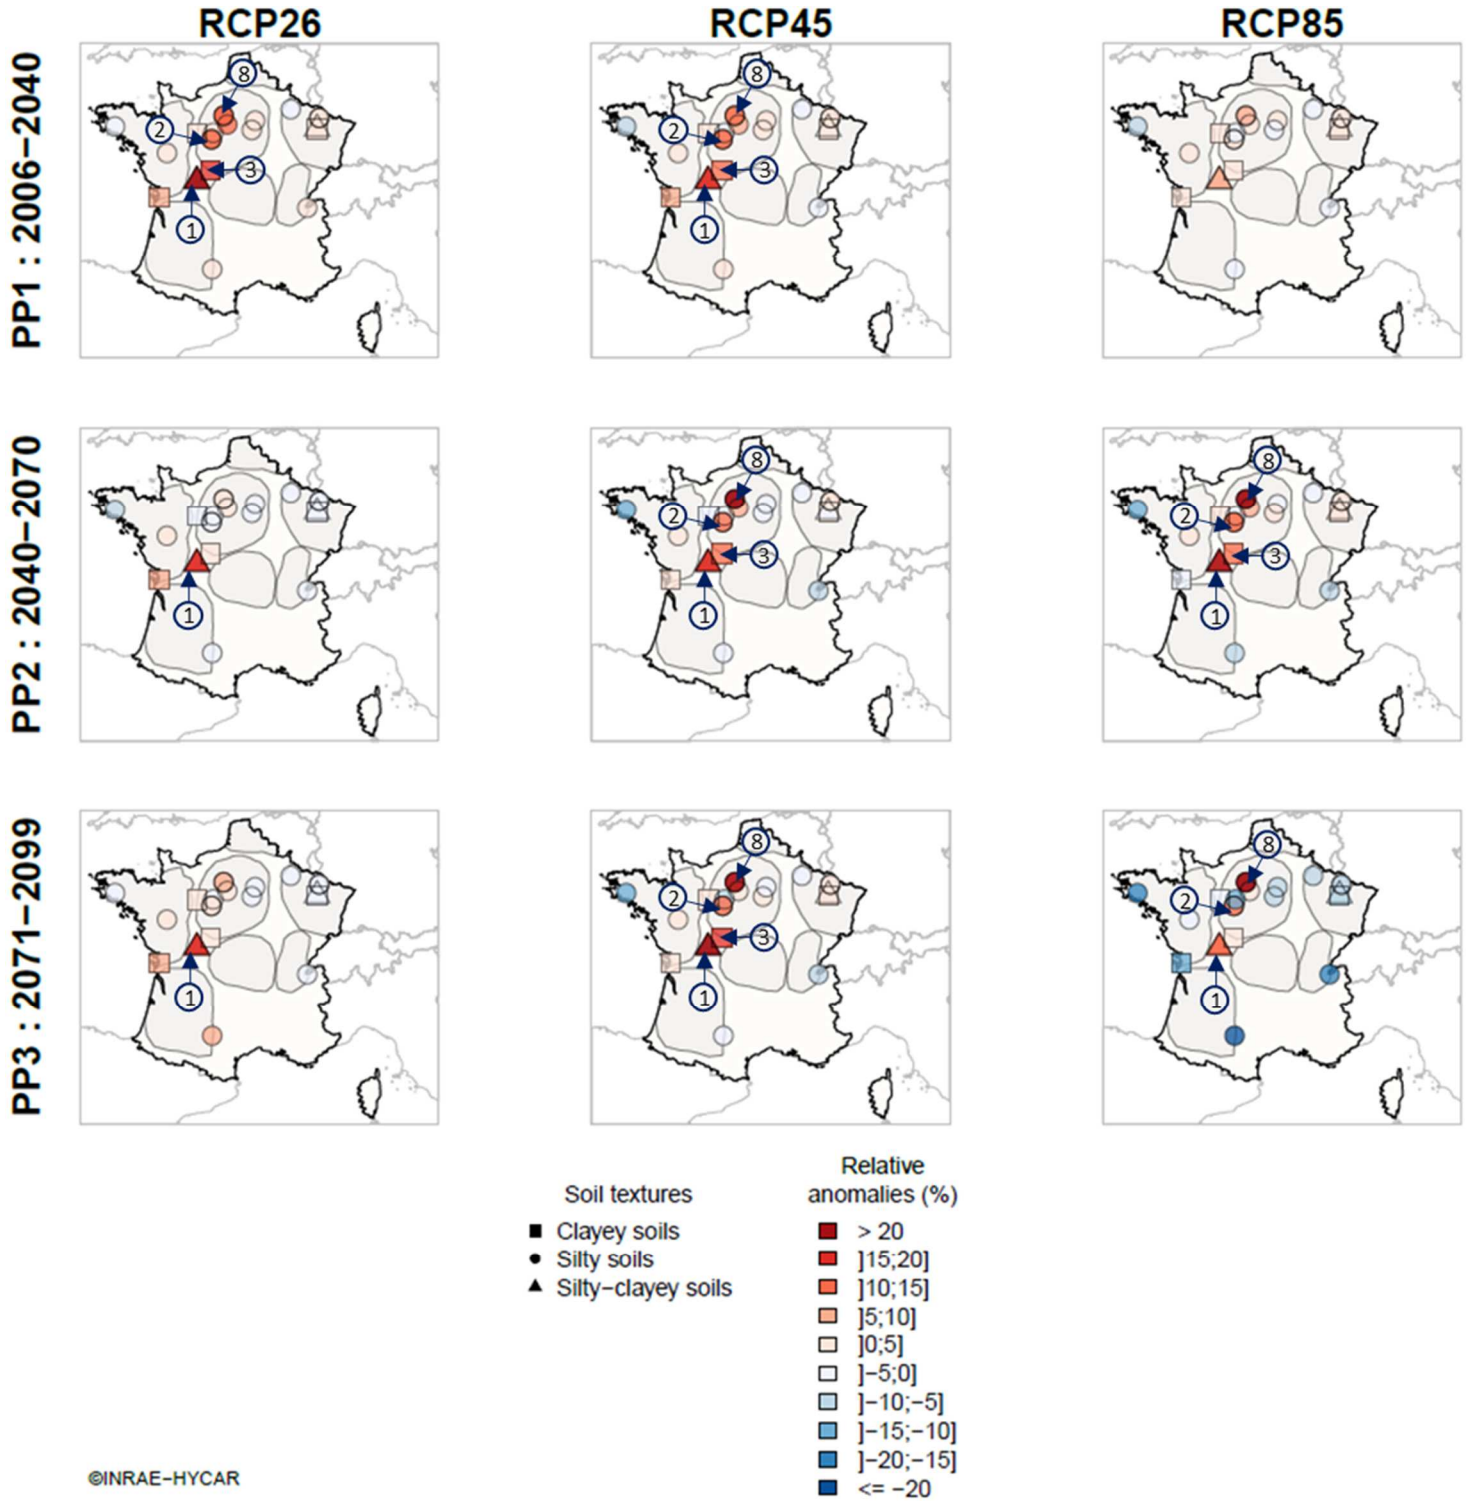 RCP26 RCP45 RCP85
PP1 : 2006−2040
8 8
2 2
3 3
1 1
PP2 : 2040−2070
8 8
2 2
3 3
1 1 1
PP3 : 2071−2099
8 8
2 2
3
1 1 1
Soil textures
Clayey soils
Silty soils
Silty−clayey soils
Relative
anomalies (%)
> 20
]15;20]
]10;15]
]5;10]
]0;5]
]−5;0]
]−10;−5]
]−15;−10]
]−20;−15]
<= −20
©INRAE−HYCAR